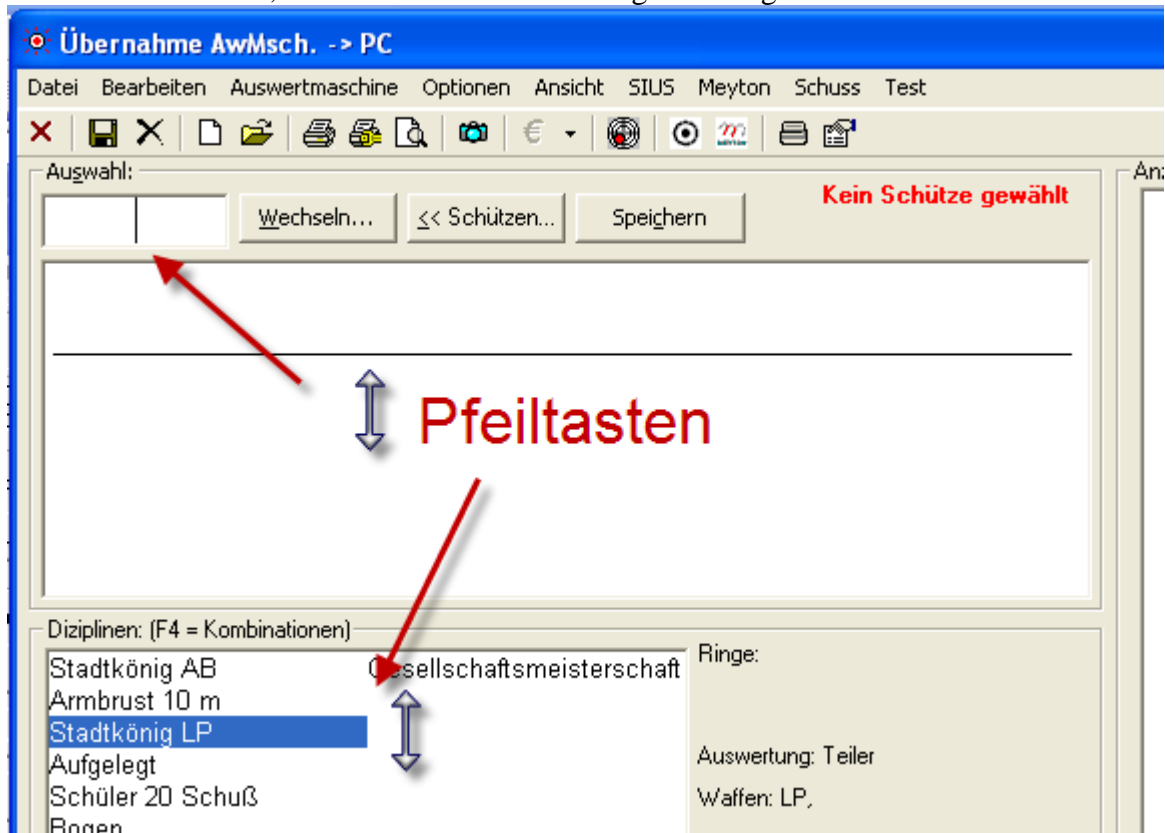 Übernahme AwMsch. -> PC
Datei Bearbeiten Auswertmaschine Optionen Ansicht SIUS Meyton Schuss Test
€
Auswahl:
Kein Schütze gewählt
Wechseln... << Schützen... Speichern
Pfeiltasten
Diziplinen: (F4 = Kombinationen)
Stadtkönig AB
Armbrust 10 m
Stadtkönig LP
Aufgelegt
Schüler 20 Schuß
Bogen
Gesellschaftsmeisterschaft
Ringe:
Auswertung: Teiler
Waffen: LP,